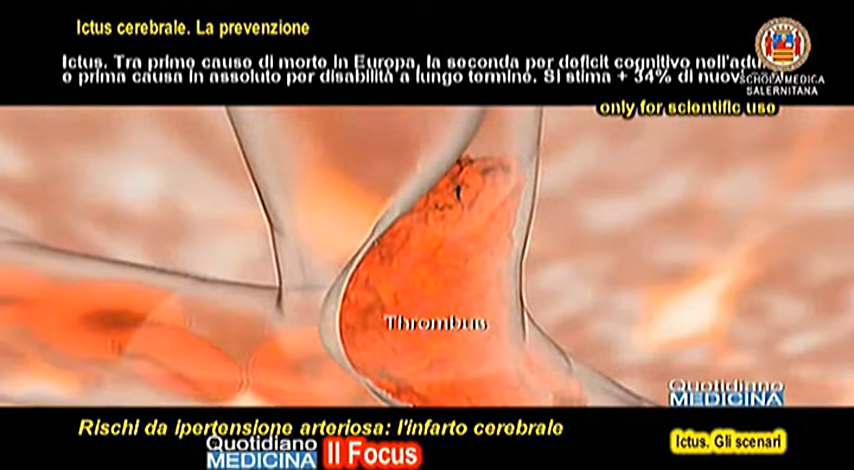 Ictus cerebrale. La prevenzione
Ictus. Tra prime cause di morte in Europa, la seconda per deficit cognitivo nell'adu
e prima causa in assoluto per disabilità a lungo termine. Si stima + 34% di nuovi
SCHOLA MEDICA
SALERNITANA
only for scientific use
Thrombus
Quotidiano
MEDICINA
Rischi da ipertensione arteriosa: l'infarto cerebrale
Quotidiano
MEDICINA
Il Focus
Ictus. Gli scenari